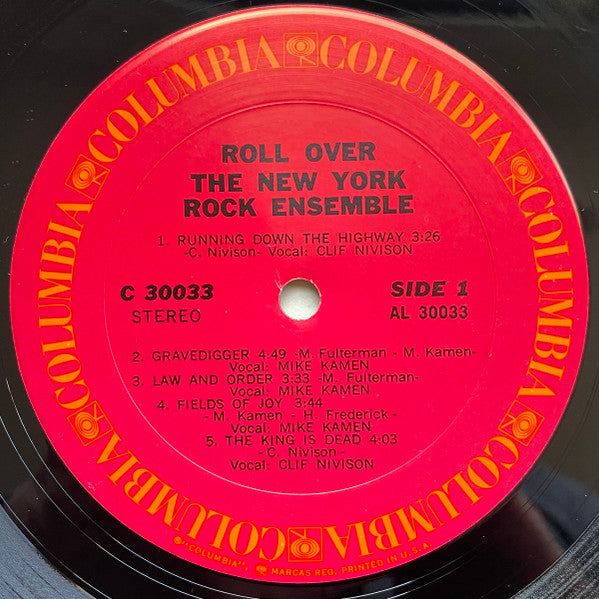 COLUMBIA COLUMBIA COLUMBIA COLUMBIA COLUMBIA COLUMBIA
ROLL OVER
THE NEW YORK
ROCK ENSEMBLE
1. RUNNING DOWN THE HIGHWAY 3:26
-C. Nivison- Vocal: CLIF NIVISON
C 30033
STEREO
SIDE 1
AL 30033
2. GRAVEDIGGER 4:49 -M. Fulterman - M. Kamen-
Vocal: MIKE KAMEN
3. LAW AND ORDER 3:33 -M. Fulterman-
Vocal: MIKE KAMEN
4. FIELDS OF JOY 3:44
- M. Kamen - H. Frederick -
Vocal: MIKE KAMEN
5. THE KING IS DEAD 4:03
- C. Nivison -
Vocal: CLIF NIVISON
"COLUMBIA", MARCAS REG. PRINTED IN U.S.A.